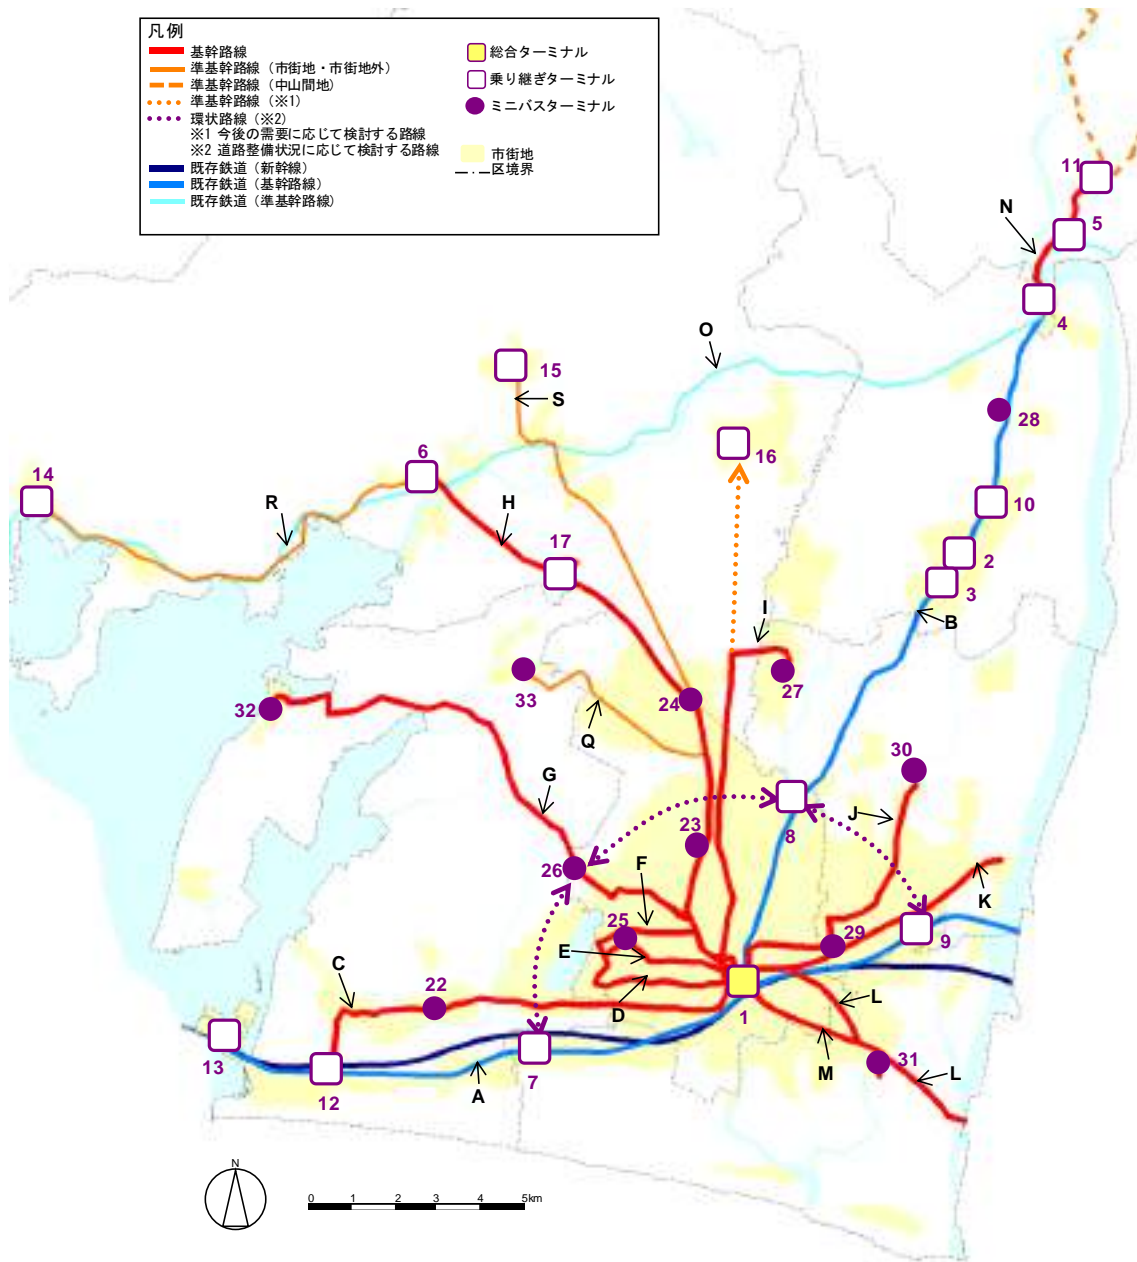 凡例
基幹路線
準基幹路線（市街地・市街地外）
準基幹路線（中山間地）
準基幹路線（※1）
環状路線（※2）
※1 今後の需要に応じて検討する路線
※2 道路整備状況に応じて検討する路線
既存鉄道（新幹線）
既存鉄道（基幹路線）
既存鉄道（準基幹路線）
総合ターミナル
乗り継ぎターミナル
ミニバスターミナル
市街地
区境界
11
N
5
4
O
15
S
28
6
14
R
H
10
16
17
2
3
I
B
33
27
24
32
Q
30
G
J
23
8
26
F
K
25
9
29
E
C
22
D
L
1
13
7
M
31
L
12
A
N
0 1 2 3 4 5km